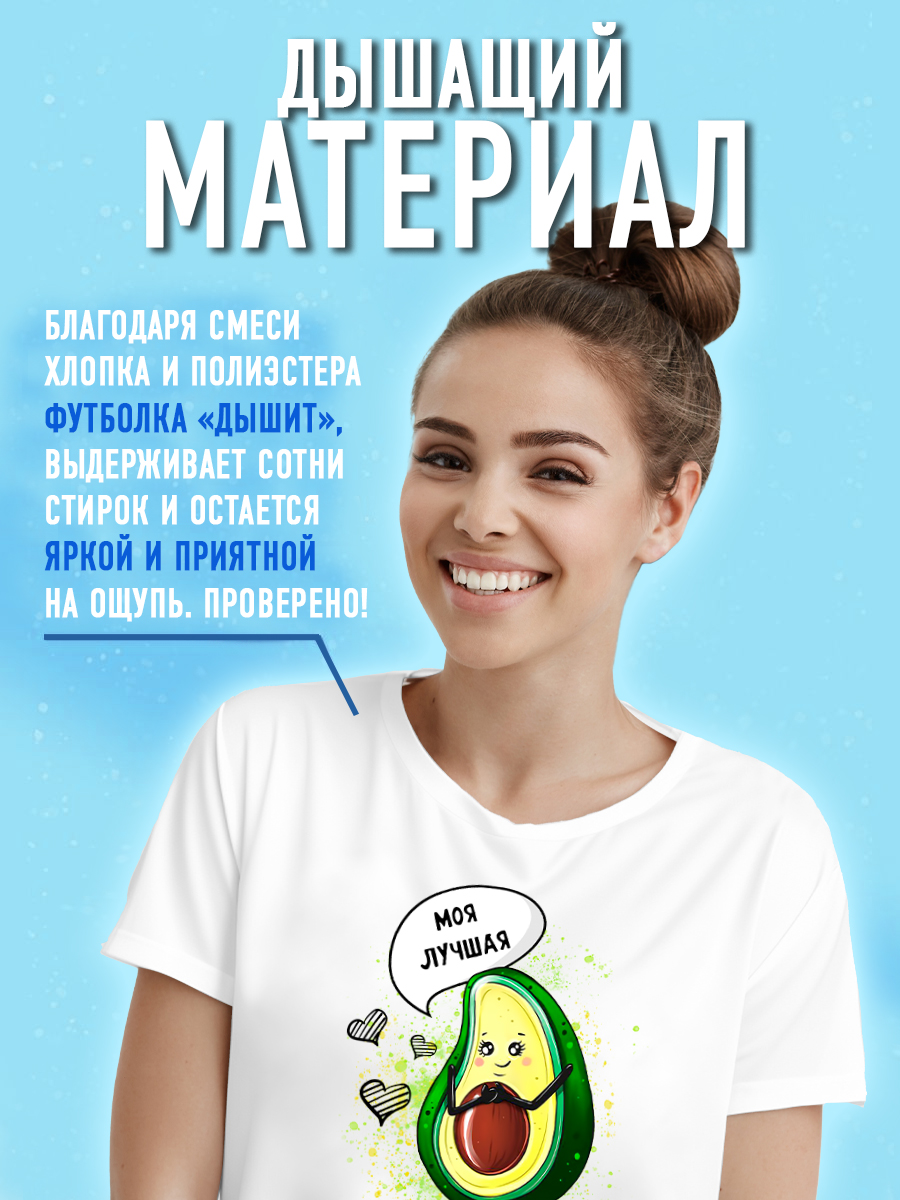 ДЫШАЩИЙ
МАТЕРИАЛ
БЛАГОДАРЯ СМЕСИ
ХЛОПКА И ПОЛИЭСТЕРА
ФУТБОЛКА «ДЫШИТ»,
ВЫДЕРЖИВАЕТ СОТНИ
СТИРОК И ОСТАЕТСЯ
ЯРКОЙ И ПРИЯТНОЙ
НА ОЩУПЬ. ПРОВЕРЕНО!
МОЯ
ЛУЧШАЯ